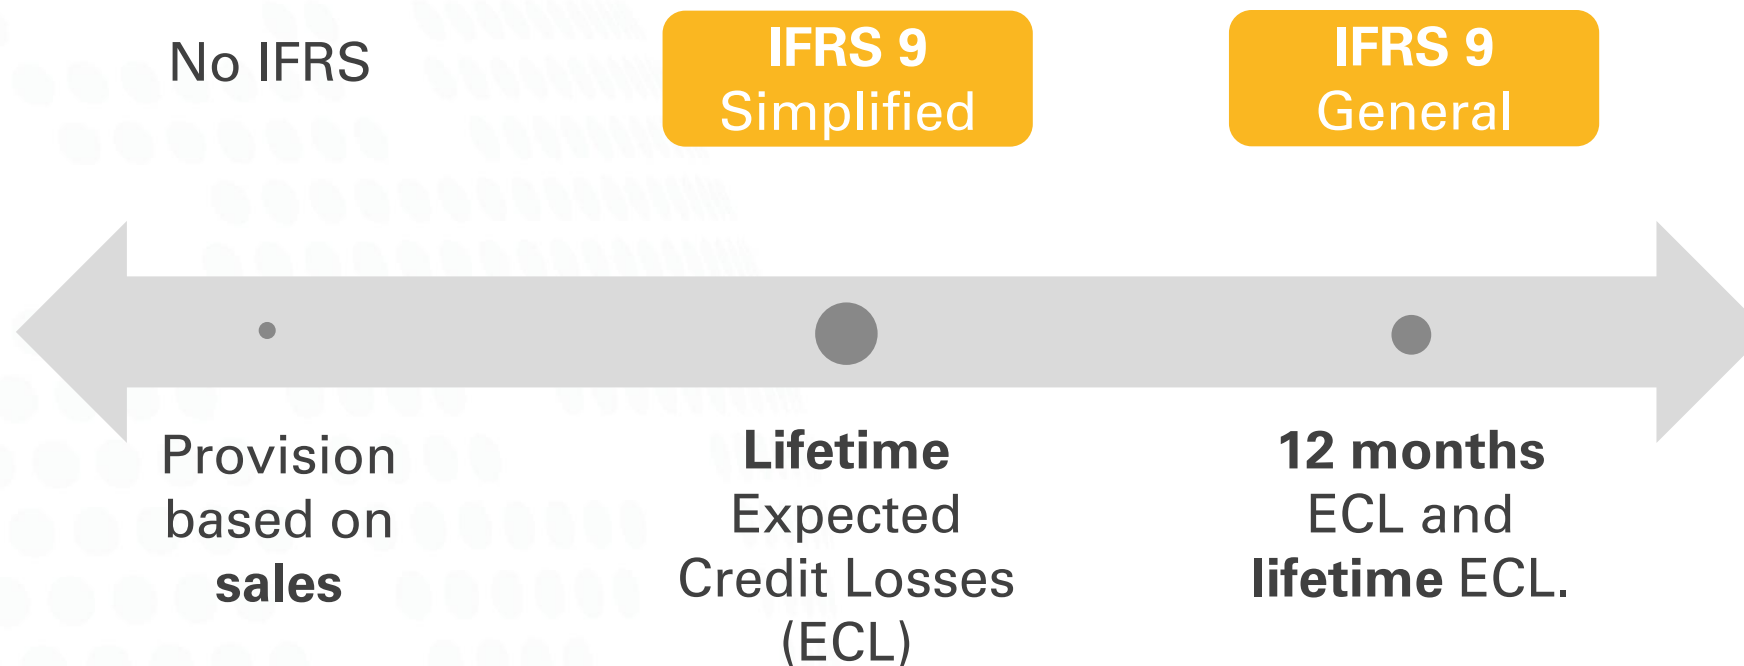 No IFRS
IFRS 9
Simplified
IFRS 9
General
Provision
based on
sales
Lifetime
Expected
Credit Losses
(ECL)
12 months
ECL and
lifetime ECL.